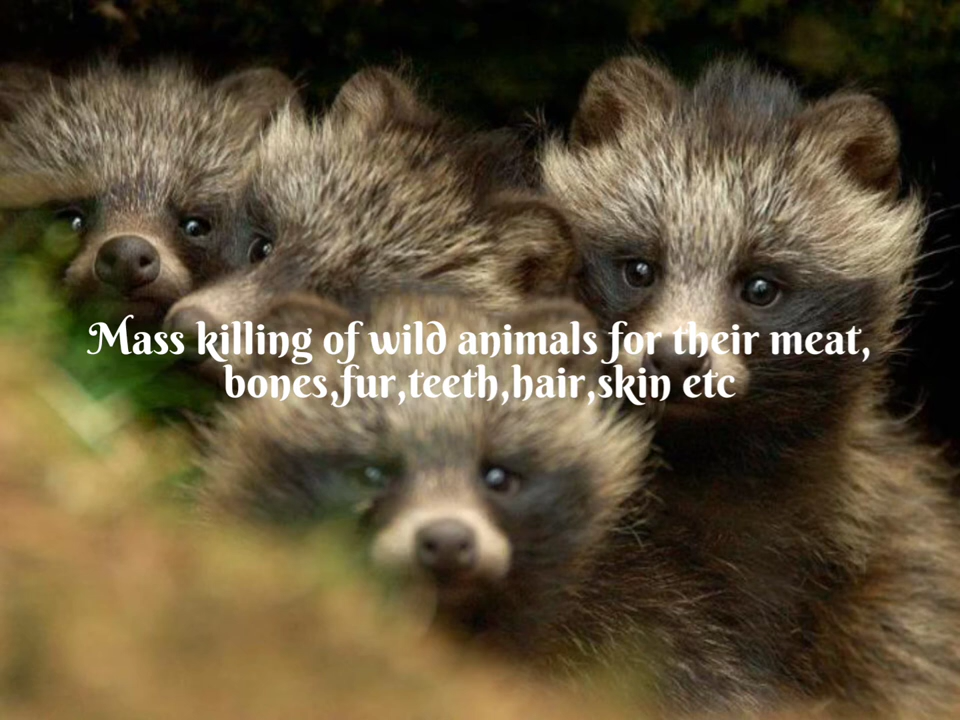 Mass killing of wild animals for their meat,
bones,fur,teeth,hair,skin etc